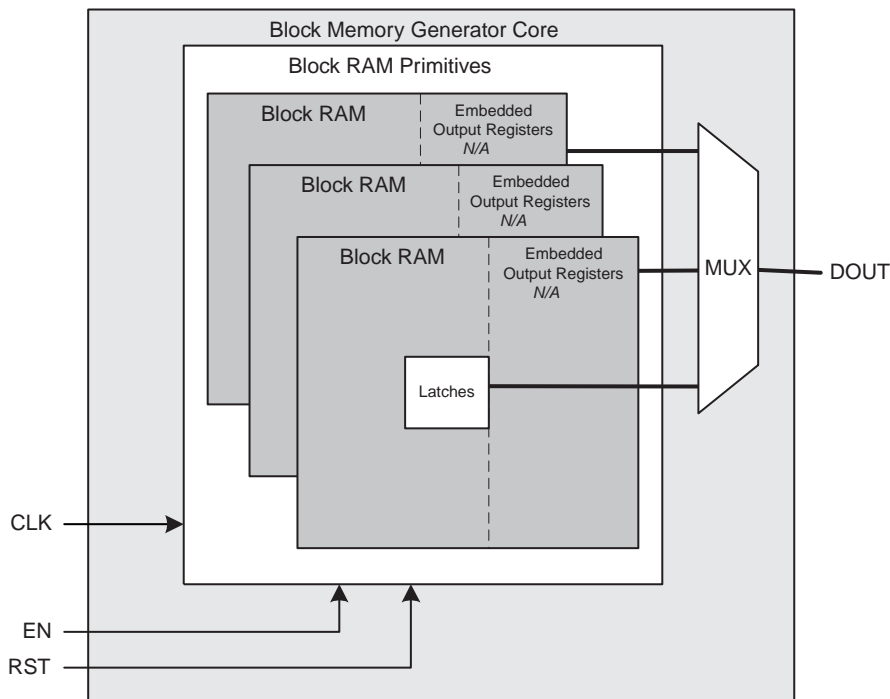 Block Memory Generator Core
Block RAM Primitives
Block RAM
Embedded
Output Registers
N/A
Block RAM
Embedded
Output Registers
N/A
Block RAM
Embedded
Output Registers
N/A
MUX
DOUT
Latches
CLK
EN
RST